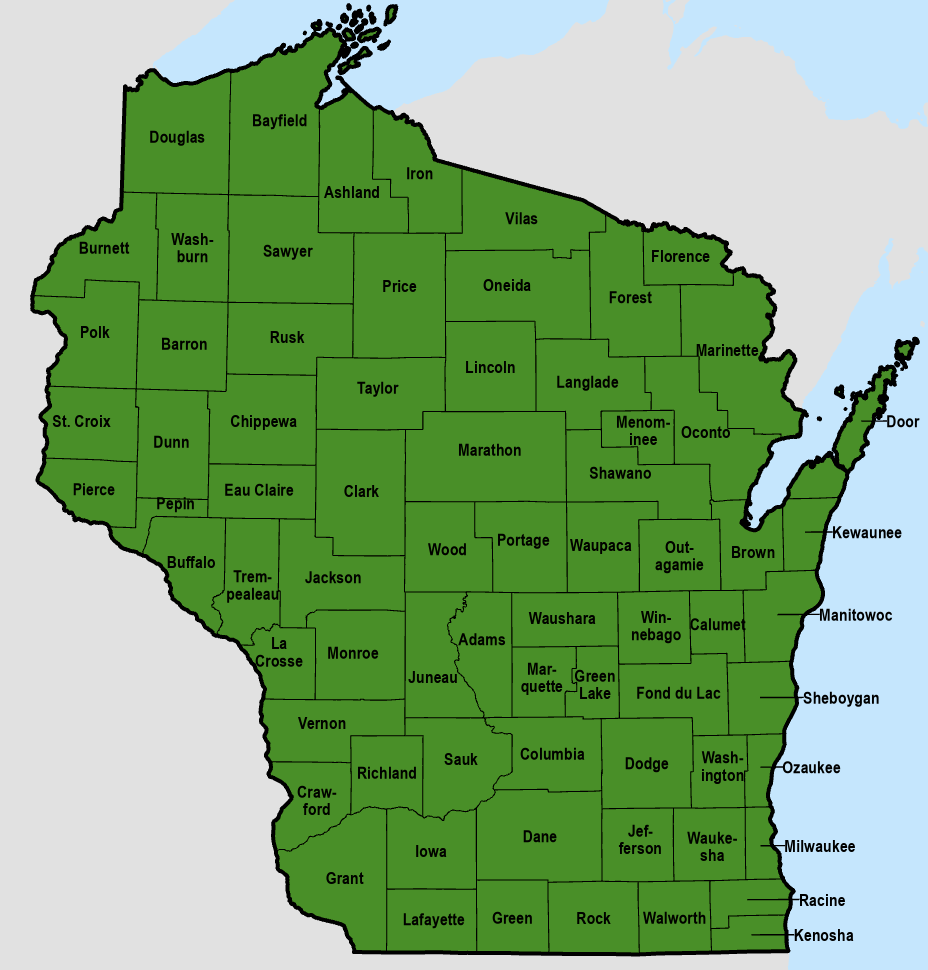 Douglas
Bayfield
Ashland
Iron
Vilas
Burnett
Wash-
burn
Sawyer
Price
Oneida
Florence
Forest
Marinette
Polk
Barron
Rusk
Taylor
Lincoln
Langlade
St. Croix
Dunn
Chippewa
Marathon
Menom-
inee
Oconto
Door
Shawano
Pierce
Pepin
Eau Claire
Clark
Kewaunee
Buffalo
Trem-
pealeau
Jackson
Wood
Portage
Waupaca
Out-
agamie
Brown
Manitowoc
La
Crosse
Monroe
Juneau
Adams
Waushara
Win-
nebago
Calumet
Mar-
quette
Green
Lake
Fond du Lac
Sheboygan
Vernon
Richland
Sauk
Columbia
Dodge
Wash-
ington
Ozaukee
Craw-
ford
Grant
Iowa
Dane
Jef-
ferson
Wauke-
sha
Milwaukee
Lafayette
Green
Rock
Walworth
Racine
Kenosha